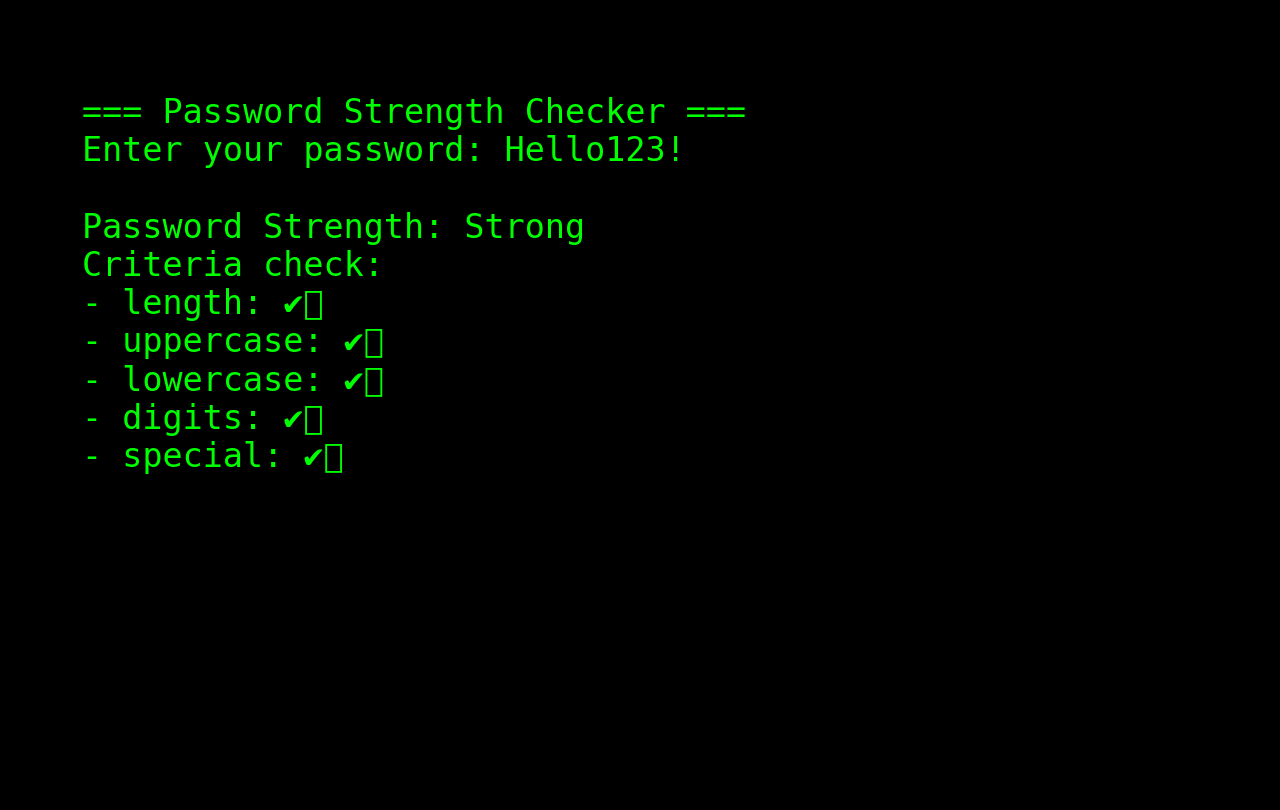 === Password Strength Checker ===
Enter your password: Hello123!
Password Strength: Strong
Criteria check:
- length: ✔️
- uppercase: ✔️
- lowercase: ✔️
- digits: ✔️
- special: ✔️